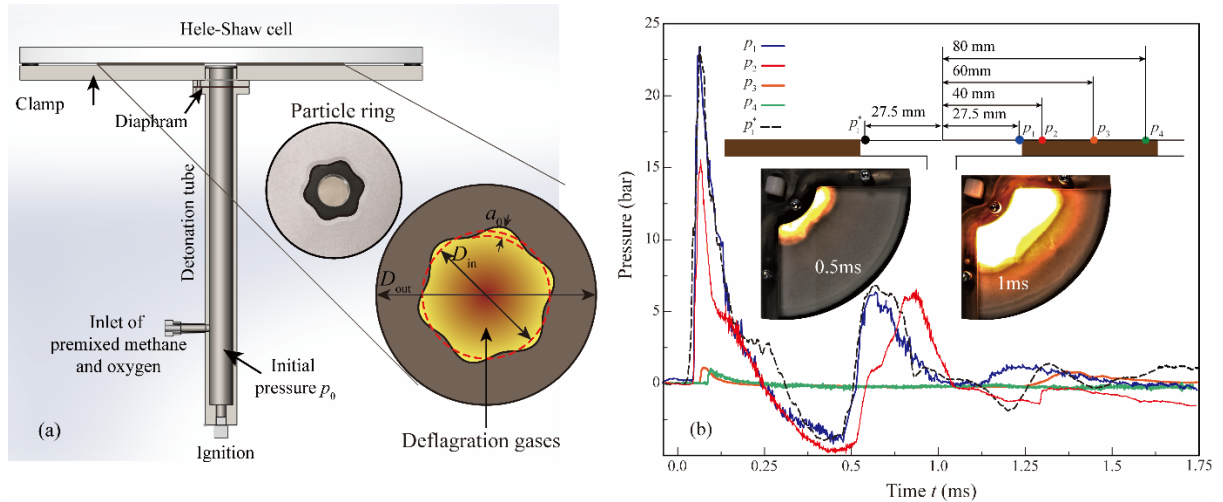 Hele-Shaw cell
Clamp
Diaphram
Particle ring
Detonation tube
a₀
D_in
D_out
Inlet of
premixed methane
and oxygen
Initial
pressure p₀
Deflagration gases
(a)
Ignition
25
20
15
10
5
0
-5
Pressure (bar)
p₁
p₂
p₃
p₄
p₁*
80 mm
60mm
40 mm
27.5 mm
27.5 mm
p₁*
p₁
p₂
p₃
p₄
0.5ms
1ms
(b)
0.0
0.25
0.5
0.75
1.0
1.25
1.5
1.75
Time t (ms)